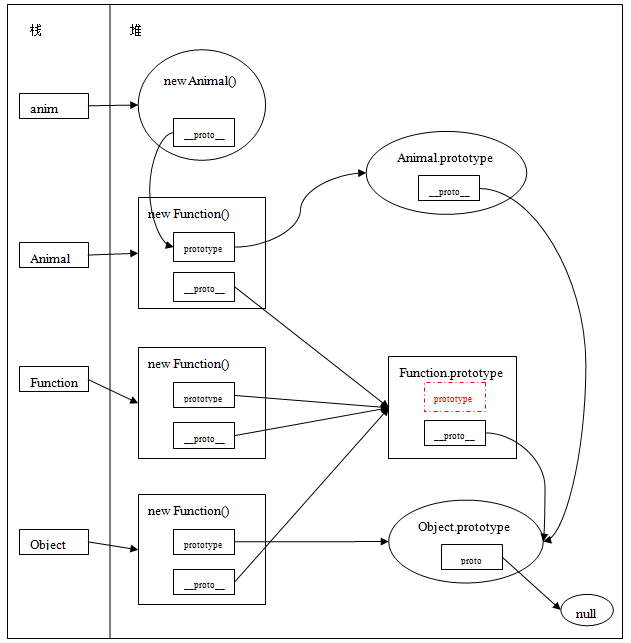 栈
堆
new Animal()
anim
__proto__
Animal.prototype
__proto__
new Function()
Animal
prototype
__proto__
new Function()
Function
prototype
__proto__
Function.prototype
prototype
__proto__
new Function()
Object
prototype
__proto__
Object.prototype
proto
null